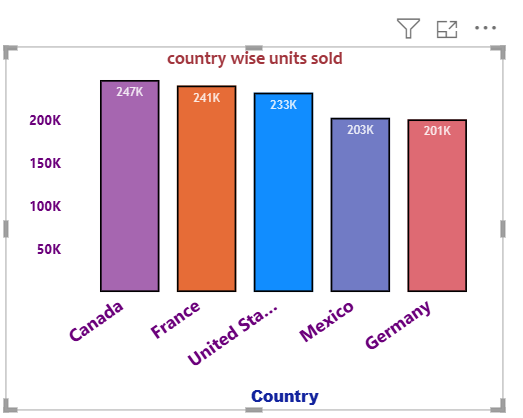 country wise units sold
247K
241K
233K
203K
201K
200K
150K
100K
50K
Canada
France
United Sta...
Mexico
Germany
Country